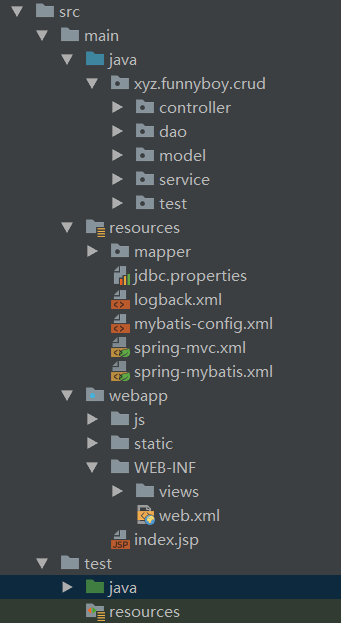 src
main
java
xyz.funnyboy.crud
controller
dao
model
service
test
resources
mapper
jdbc.properties
logback.xml
mybatis-config.xml
spring-mvc.xml
spring-mybatis.xml
webapp
js
static
WEB-INF
views
web.xml
JSP index.jsp
test
java
resources